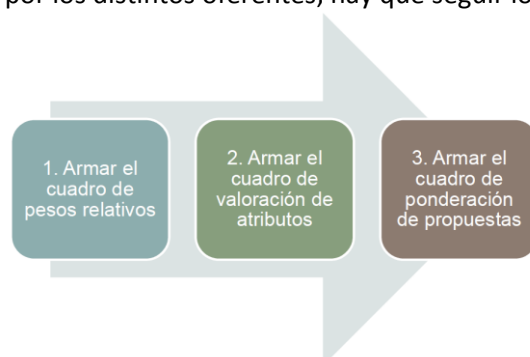 por los distintos oferentes, hay que seguir lo
1. Armar el
cuadro de
pesos relativos
2. Armar el
cuadro de
valoración de
atributos
3. Armar el
cuadro de
ponderación
de propuestas